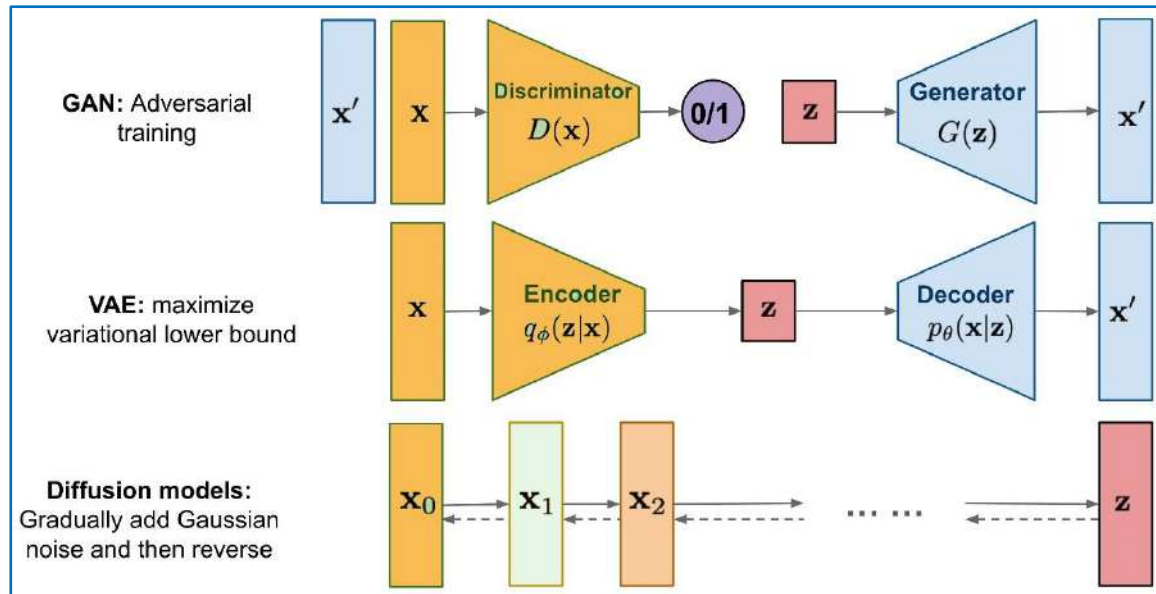 GAN: Adversarial
training
x′
x
Discriminator
D(x)
0/1
z
Generator
G(z)
x′
VAE: maximize
variational lower bound
x
Encoder
qϕ(z|x)
z
Decoder
pθ(x|z)
x′
Diffusion models:
Gradually add Gaussian
noise and then reverse
x₀
x₁
x₂
... ...
z